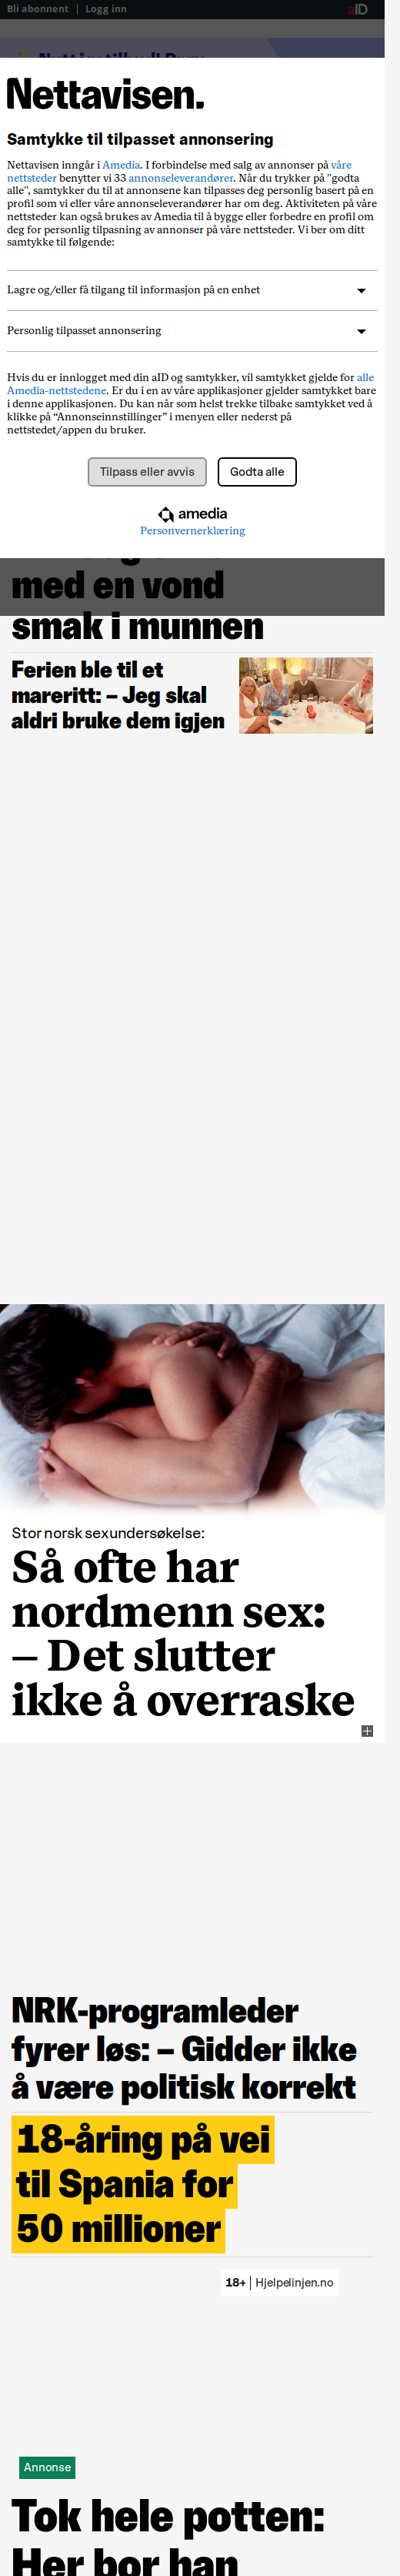 Bli abonnent | Logg inn
aID
Nettavisen.
Samtykke til tilpasset annonsering
Nettavisen inngår i Amedia. I forbindelse med salg av annonser på våre
nettsteder benytter vi 33 annonseleverandører. Når du trykker på "godta
alle", samtykker du til at annonsene kan tilpasses deg personlig basert på en
profil som vi eller våre annonseleverandører har om deg. Aktiviteten på våre
nettsteder kan også brukes av Amedia til å bygge eller forbedre en profil om
deg for personlig tilpasning av annonser på våre nettsteder. Vi ber om ditt
samtykke til følgende:
Lagre og/eller få tilgang til informasjon på en enhet
Personlig tilpasset annonsering
Hvis du er innlogget med din aID og samtykker, vil samtykket gjelde for alle
Amedia-nettstedene. Er du i en av våre applikasjoner gjelder samtykket bare
i denne applikasjonen. Du kan når som helst trekke tilbake samtykket ved å
klikke på “Annonseinnstillinger” i menyen eller nederst på
nettstedet/appen du bruker.
Tilpass eller avvis
Godta alle
amedia
Personvernerklæring
med en vond
smak i munnen
Ferien ble til et
mareritt: – Jeg skal
aldri bruke dem igjen
Stor norsk sexundersøkelse:
Så ofte har
nordmenn sex:
– Det slutter
ikke å overraske
NRK-programleder
fyrer løs: – Gidder ikke
å være politisk korrekt
18-åring på vei
til Spania for
50 millioner
18+ | Hjelpelinjen.no
Annonse
Tok hele potten:
Her bor han